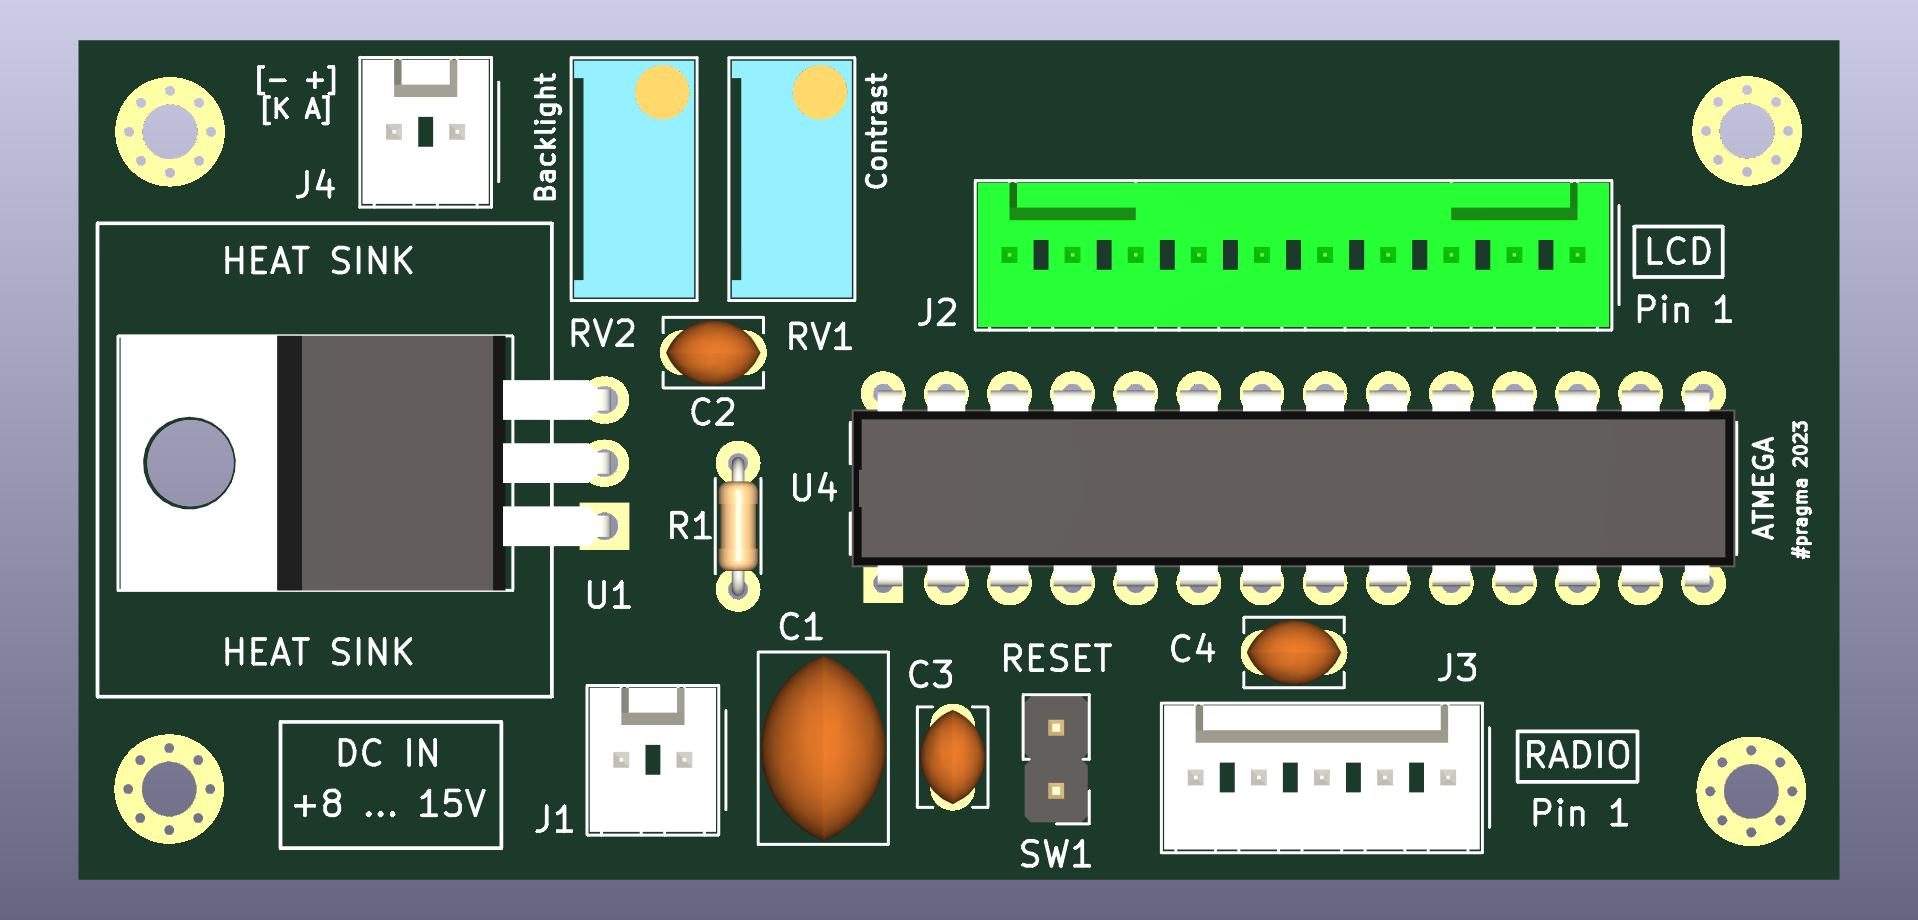 [- +]
[K A]
J4
Backlight
Contrast
HEAT SINK
RV2
RV1
C2
J2
LCD
Pin 1
U4
R1
U1
ATMEGA
#pragma 2023
HEAT SINK
C1
C3
RESET
C4
J3
DC IN
+8 ... 15V
J1
SW1
RADIO
Pin 1